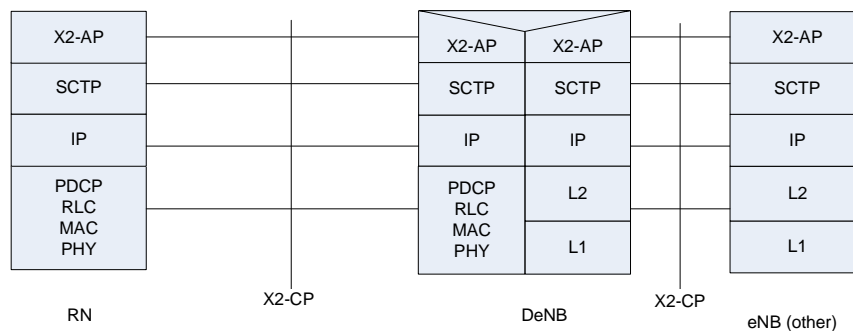 X2-AP
SCTP
IP
PDCP
RLC
MAC
PHY
RN
X2-CP
X2-AP X2-AP
SCTP SCTP
IP IP
PDCP
RLC
MAC
PHY
L2
L1
DeNB
X2-CP
X2-AP
SCTP
IP
L2
L1
eNB (other)